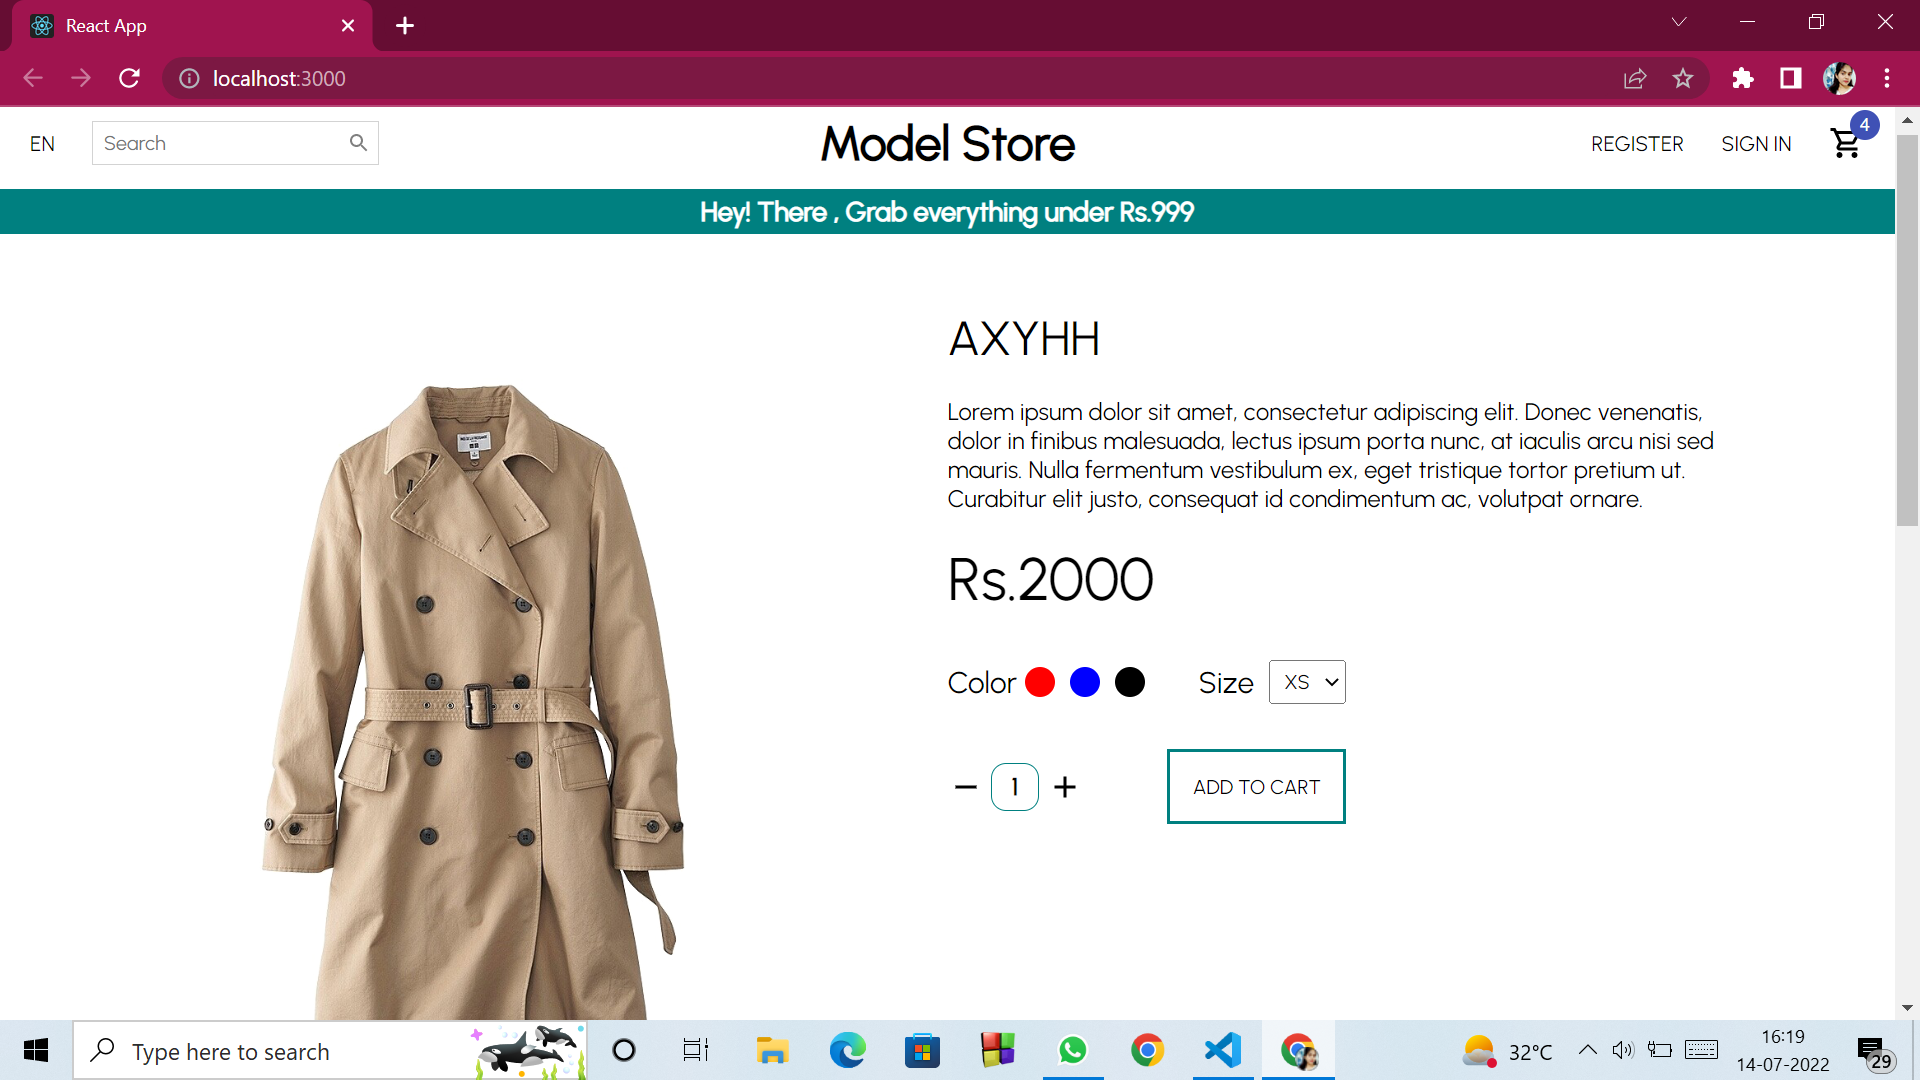 React App
localhost:3000
EN
Search
Model Store
REGISTER
SIGN IN
4
Hey! There , Grab everything under Rs.999
AXYHH
Lorem ipsum dolor sit amet, consectetur adipiscing elit. Donec venenatis,
dolor in finibus malesuada, lectus ipsum porta nunc, at iaculis arcu nisi sed
mauris. Nulla fermentum vestibulum ex, eget tristique tortor pretium ut.
Curabitur elit justo, consequat id condimentum ac, volutpat ornare.
Rs.2000
Color
Size
XS
1
ADD TO CART
Type here to search
32°C
16:19
14-07-2022
29